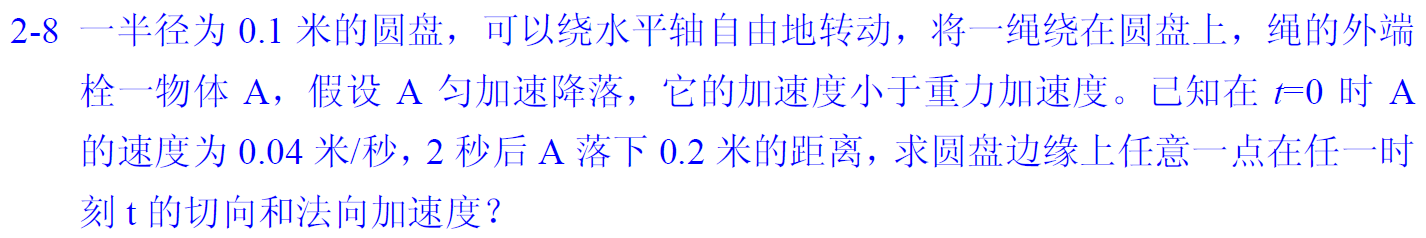 2-8 一半径为 0.1 米的圆盘，可以绕水平轴自由地转动，将一绳绕在圆盘上，绳的外端
栓一物体 A，假设 A 匀加速降落，它的加速度小于重力加速度。已知在 t=0 时 A
的速度为 0.04 米/秒，2 秒后 A 落下 0.2 米的距离，求圆盘边缘上任意一点在任一时
刻 t 的切向和法向加速度？